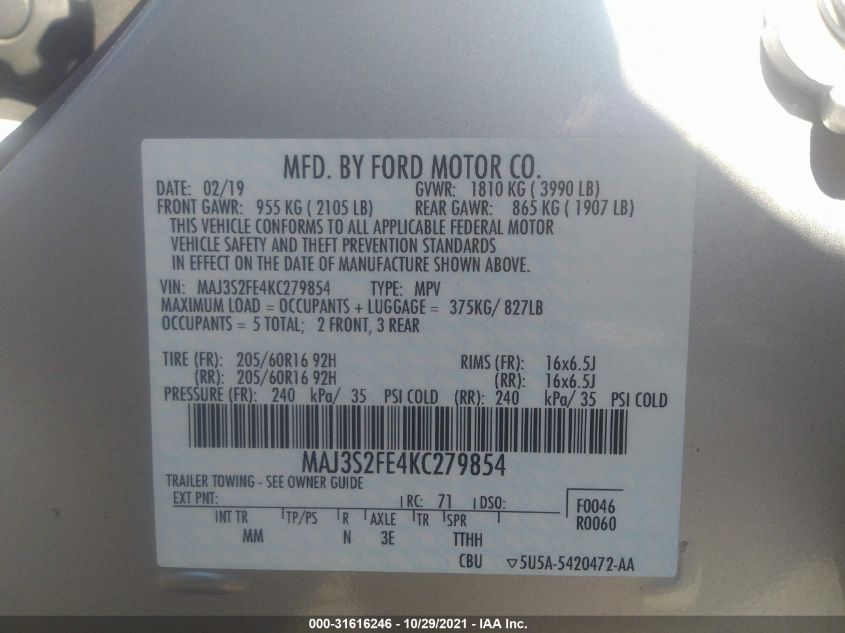 MFD. BY FORD MOTOR CO.
DATE: 02/19 GVWR: 1810 KG ( 3990 LB)
FRONT GAWR: 955 KG ( 2105 LB) REAR GAWR: 865 KG ( 1907 LB)
THIS VEHICLE CONFORMS TO ALL APPLICABLE FEDERAL MOTOR
VEHICLE SAFETY AND THEFT PREVENTION STANDARDS
IN EFFECT ON THE DATE OF MANUFACTURE SHOWN ABOVE.
VIN: MAJ3S2FE4KC279854 TYPE: MPV
MAXIMUM LOAD = OCCUPANTS + LUGGAGE = 375KG/ 827LB
OCCUPANTS = 5 TOTAL; 2 FRONT, 3 REAR
TIRE (FR): 205/60R16 92H RIMS (FR): 16x6.5J
(RR): 205/60R16 92H (RR): 16x6.5J
PRESSURE (FR): 240 kPa/ 35 PSI COLD (RR): 240 kPa/ 35 PSI COLD
MAJ3S2FE4KC279854
TRAILER TOWING - SEE OWNER GUIDE
EXT PNT: RC: 71 DSO: F0046
R0060
INT TR TP/PS R AXLE TR SPR
MM N 3E TTHH
CBU ▽5U5A-5420472-AA
000-31616246 - 10/29/2021 - IAA Inc.